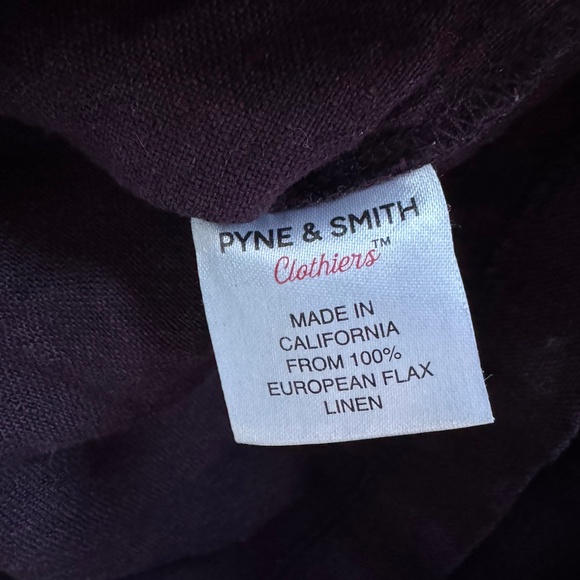 PYNE & SMITH
Clothiers™
MADE IN
CALIFORNIA
FROM 100%
EUROPEAN FLAX
LINEN